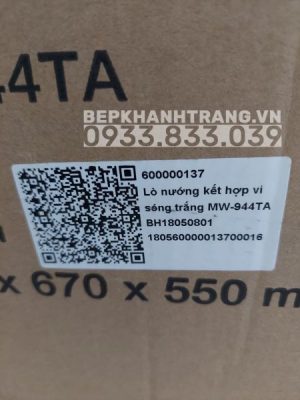 44TA
BEPKHANHTRANG.VN
0933.833.039
600000137
Lò nướng kết hợp vi
sóng trắng MW-944TA
BH18050801
180560000013700016
x 670 x 550 m